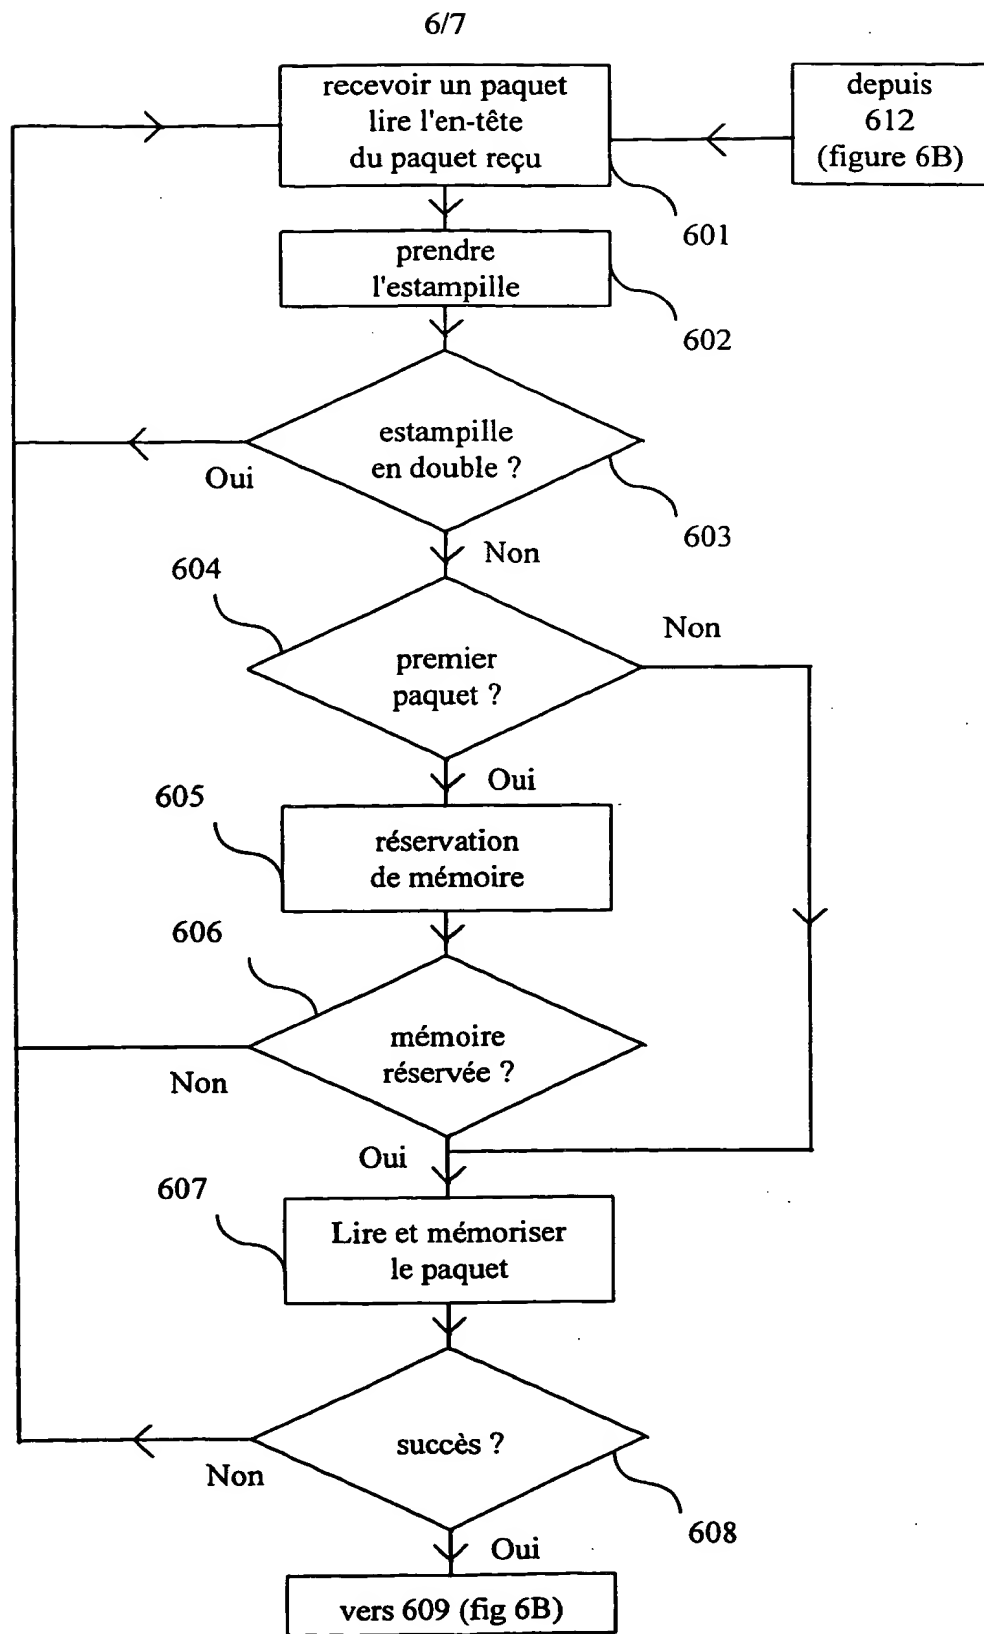 6/7
recevoir un paquet
lire l'en-tête
du paquet reçu
depuis
612
(figure 6B)
601
prendre
l'estampille
602
estampille
en double ?
Oui
603
Non
604
Non
premier
paquet ?
Oui
605
réservation
de mémoire
606
mémoire
réservée ?
Non
Oui
607
Lire et mémoriser
le paquet
succès ?
Non
608
Oui
vers 609 (fig 6B)